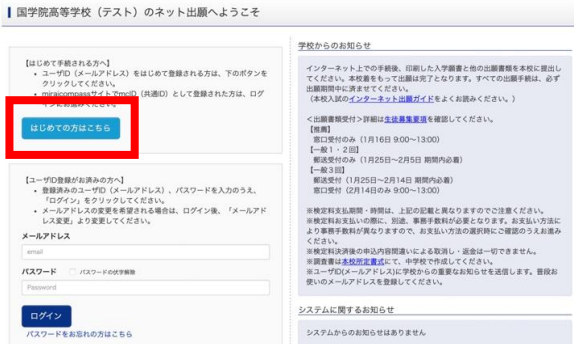 国学院高等学校（テスト）のネット出願へようこそ
【はじめて手続される方へ】
• ユーザID（メールアドレス）をはじめて登録される方は、下のボタンを
クリックしてください。
• miraicompassサイトでmcID（共通ID）として登録された方は、ログ
インにお進みください。
はじめての方はこちら
【ユーザID登録がお済みの方へ】
• 登録済みのユーザID（メールアドレス）、パスワードを入力のうえ、
「ログイン」をクリックしてください。
• メールアドレスの変更を希望される場合は、ログイン後、「メールアド
レス変更」より変更してください。
メールアドレス
email
パスワード パスワードの伏字解除
Password
ログイン
パスワードをお忘れの方はこちら
学校からのお知らせ
インターネット上での手続後、印刷した入学願書と他の出願書類を本校に提出し
てください。本校着をもって出願は完了となります。すべての出願手続は、必ず
出願期間中に済ませてください。
（本校入試のインターネット出願ガイドをよくお読みください。）
＜出願書類受付＞詳細は生徒募集要項を確認してください。
【推薦】
窓口受付のみ（1月16日 9:00～13:00）
【一般1・2回】
郵送受付のみ（1月25日～2月5日 期間内必着）
【一般3回】
郵送受付（1月25日～2月14日 期間内必着）
窓口受付（2月14日のみ 9:00～13:00）
※検定料支払期間・時間は、上記の記載と異なりますのでご注意ください。
※検定料お支払いの際に、別途、事務手数料が必要となります。お支払い方法に
より事務手数料が異なりますので、お支払い方法の選択時にご確認のうえお進み
ください。
※検定料決済後の申込内容間違いによる取消し・返金は一切できません。
※調査書は本校所定書式にて、中学校で作成してください。
※ユーザID(メールアドレス)に学校からの重要なお知らせを送信します。普段お
使いのメールアドレスを登録してください。
システムに関するお知らせ
システムからのお知らせはありません